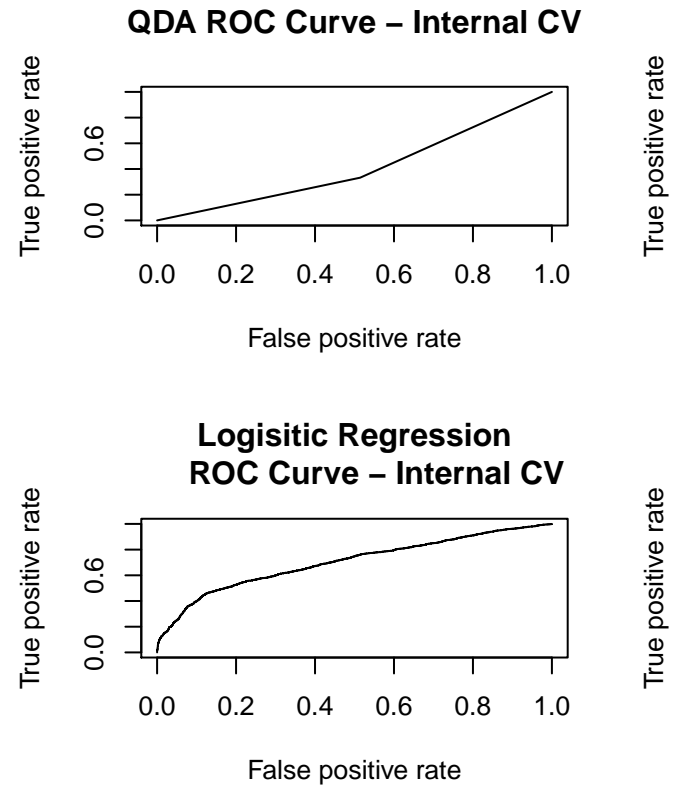 QDA ROC Curve – Internal CV
True positive rate
0.0 0.6
0.0 0.2 0.4 0.6 0.8 1.0
False positive rate
True positive rate
Logisitic Regression
ROC Curve – Internal CV
True positive rate
0.0 0.6
0.0 0.2 0.4 0.6 0.8 1.0
False positive rate
True positive rate